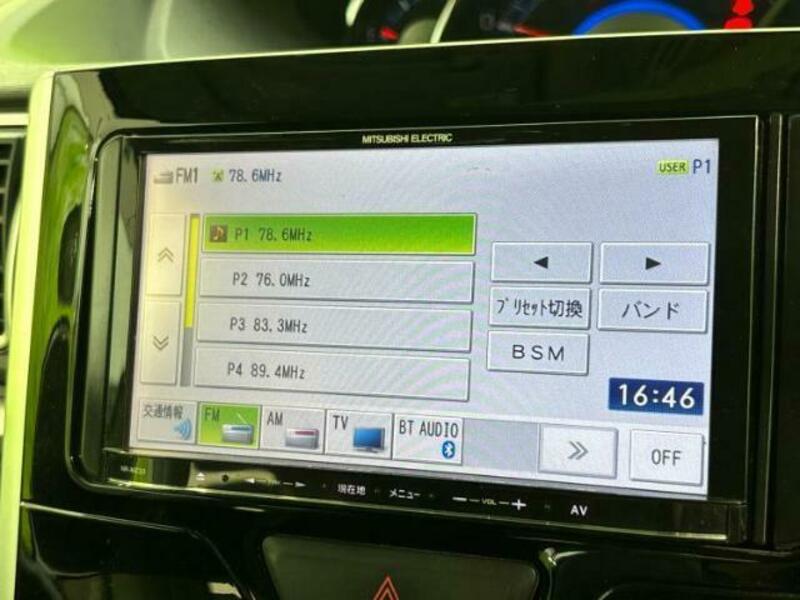 MITSUBISHI ELECTRIC
FM1 78.6MHz USER P1
P1 78.6MHz
P2 76.0MHz
P3 83.3MHz
P4 89.4MHz
プリセット切換 バンド
BSM
16:46
交通情報 FM AM TV BT AUDIO
OFF
現在地 メニュー VOL AV